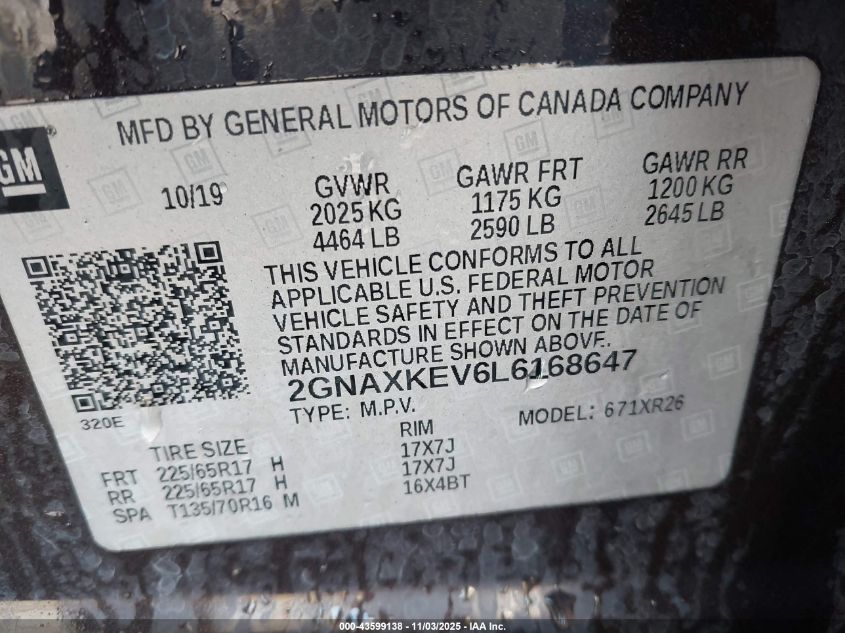 MFD BY GENERAL MOTORS OF CANADA COMPANY
GM
10/19 GVWR GAWR FRT GAWR RR
2025 KG 1175 KG 1200 KG
4464 LB 2590 LB 2645 LB
THIS VEHICLE CONFORMS TO ALL
APPLICABLE U.S. FEDERAL MOTOR
VEHICLE SAFETY AND THEFT PREVENTION
STANDARDS IN EFFECT ON THE DATE OF
MANUFACTURE SHOWN ABOVE.
2GNAXKEV6L6168647
320E
TYPE: M.P.V. MODEL: 671XR26
TIRE SIZE RIM
FRT 225/65R17 H 17X7J
RR 225/65R17 H 17X7J
SPA T135/70R16 M 16X4BT
000-43599138 - 11/03/2025 - IAA Inc.